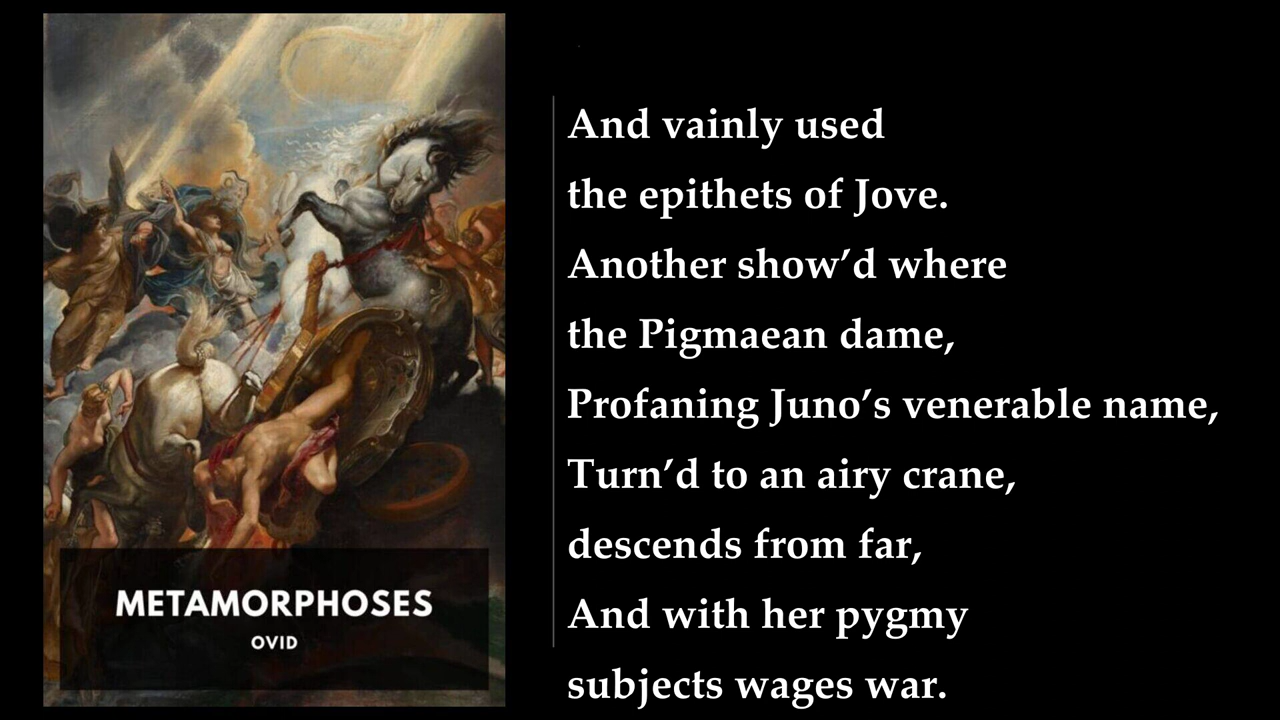 METAMORPHOSES
OVID
And vainly used
the epithets of Jove.
Another show’d where
the Pigmaean dame,
Profaning Juno’s venerable name,
Turn’d to an airy crane,
descends from far,
And with her pygmy
subjects wages war.